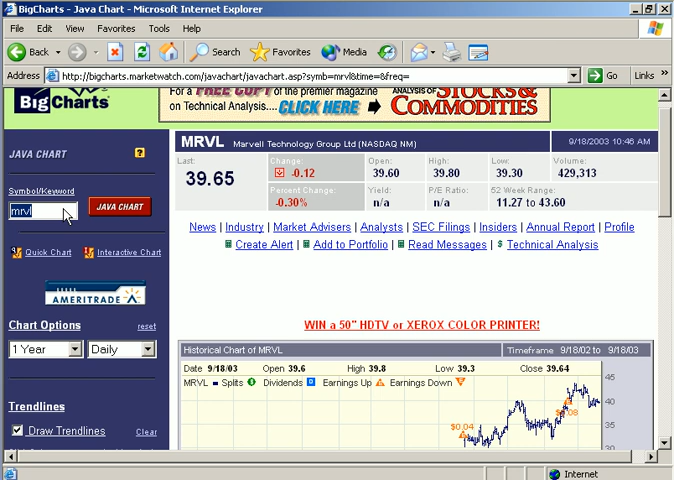 BigCharts - Java Chart - Microsoft Internet Explorer
File Edit View Favorites Tools Help
Back Search Favorites Media
Address http://bigcharts.marketwatch.com/javachart/javachart.asp?symb=mrvl&time=8&freq= Go Links »
BigCharts
For a FREE COPY of the premier magazine
on Technical Analysis.... CLICK HERE
ANALYSIS OF STOCKS &
COMMODITIES
JAVA CHART ?
Symbol/Keyword
mrvl JAVA CHART
Quick Chart Interactive Chart
AMERITRADE
Chart Options reset
1 Year Daily
Trendlines
Draw Trendlines Clear
MRVL Marvell Technology Group Ltd (NASDAQ NM) 9/18/2003 10:46 AM
Last: 39.65
Change: -0.12
Open: 39.60
High: 39.80
Low: 39.30
Volume: 429,313
Percent Change: -0.30%
Yield: n/a
P/E Ratio: n/a
52 Week Range: 11.27 to 43.60
News | Industry | Market Advisers | Analysts | SEC Filings | Insiders | Annual Report | Profile
Create Alert | Add to Portfolio | Read Messages | $ Technical Analysis
WIN a 50" HDTV or XEROX COLOR PRINTER!
Historical Chart of MRVL Timeframe 9/18/02 to 9/18/03
Date 9/18/03 Open 39.6 High 39.8 Low 39.3 Close 39.64
MRVL Splits Dividends D Earnings Up Earnings Down
45
40
35
30
$0.04
Internet